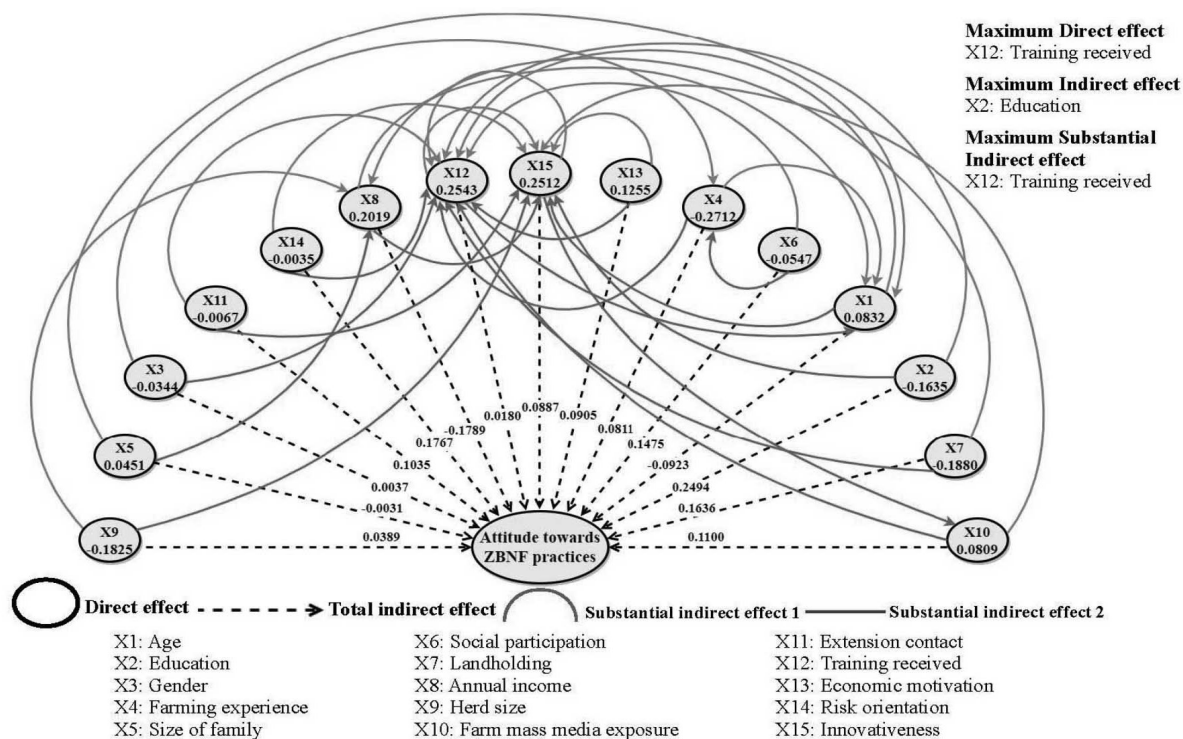 Maximum Direct effect
X12: Training received
Maximum Indirect effect
X2: Education
Maximum Substantial
Indirect effect
X12: Training received
X12
0.2543
X15
0.2512
X13
0.1255
X8
0.2019
X4
-0.2712
X14
-0.0035
X6
-0.0547
X11
-0.0067
X1
0.0832
X3
-0.0344
X2
-0.1635
X5
0.0451
X7
-0.1880
X9
-0.1825
X10
0.0809
0.0389
-0.0031
0.0037
0.1035
0.1767
-0.1789
0.0180
0.0887
0.0905
0.0811
0.1475
-0.0923
0.2494
0.1636
0.1100
Attitude towards
ZBNF practices
Direct effect
Total indirect effect
Substantial indirect effect 1
Substantial indirect effect 2
X1: Age
X2: Education
X3: Gender
X4: Farming experience
X5: Size of family
X6: Social participation
X7: Landholding
X8: Annual income
X9: Herd size
X10: Farm mass media exposure
X11: Extension contact
X12: Training received
X13: Economic motivation
X14: Risk orientation
X15: Innovativeness